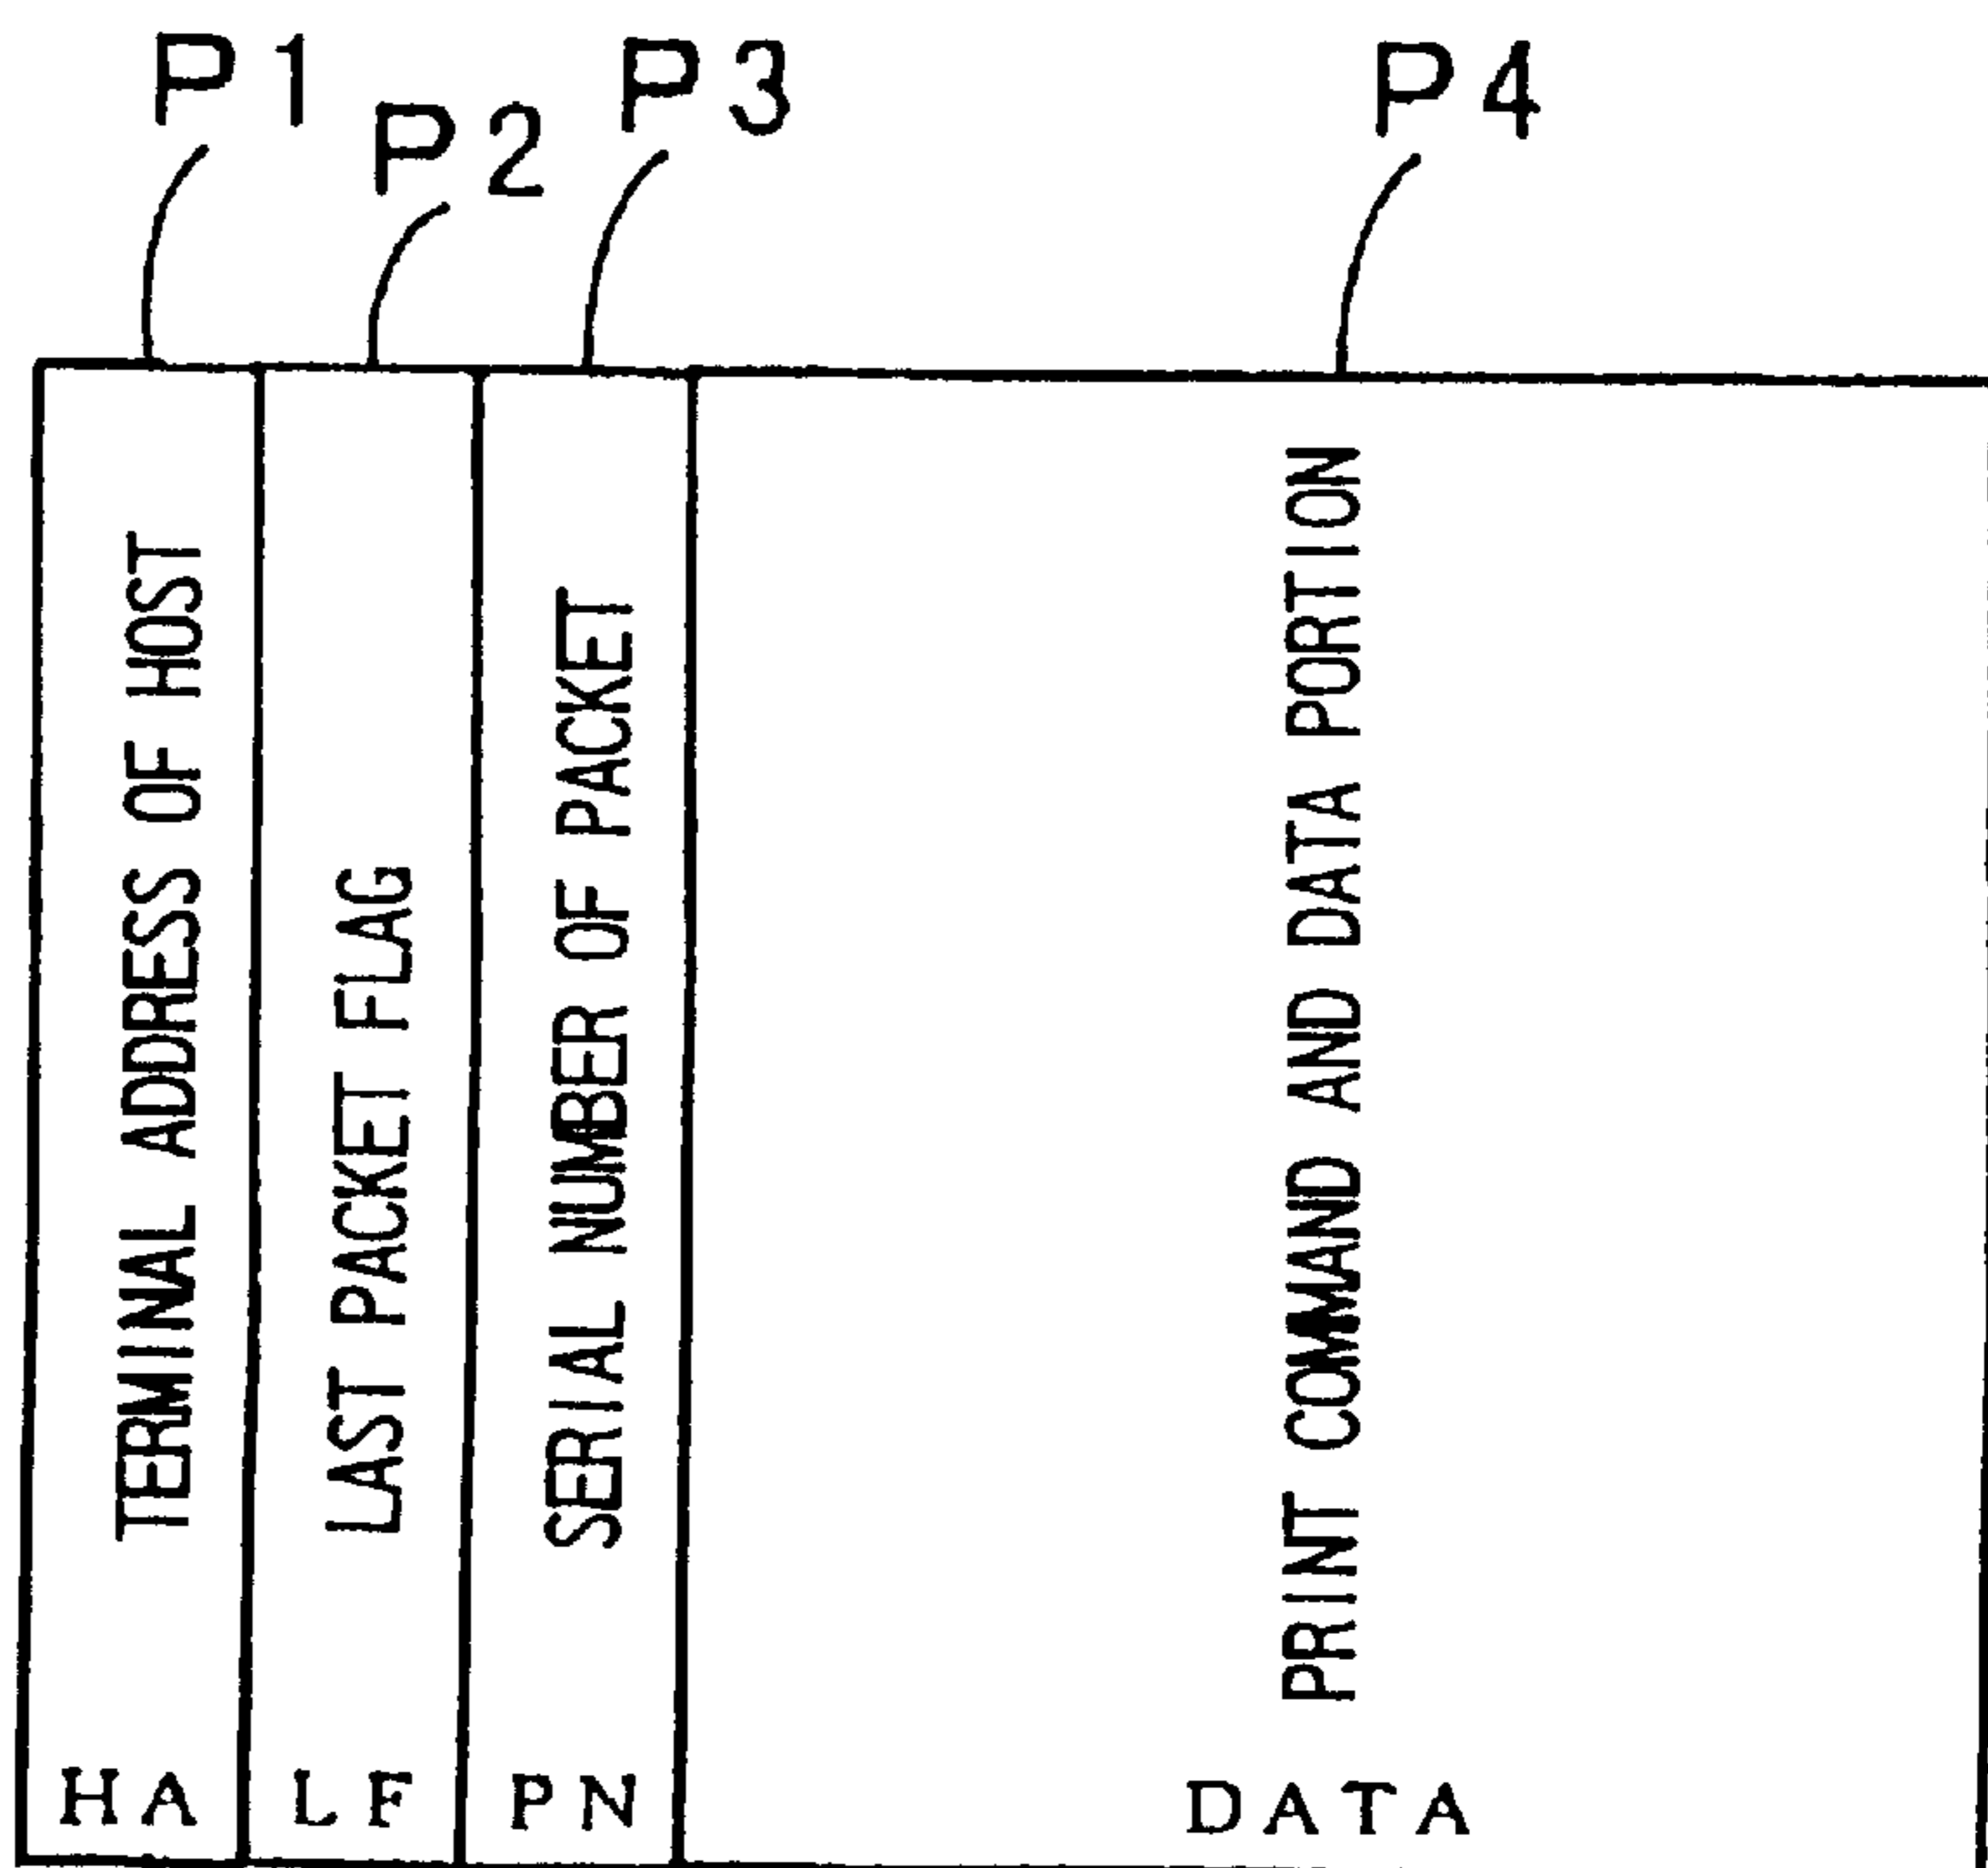 P1
P2
P3
P4
TERMINAL ADDRESS OF HOST
LAST PACKET FLAG
SERIAL NUMBER OF PACKET
PRINT COMMAND AND DATA PORTION
HA
LF
PN
DATA